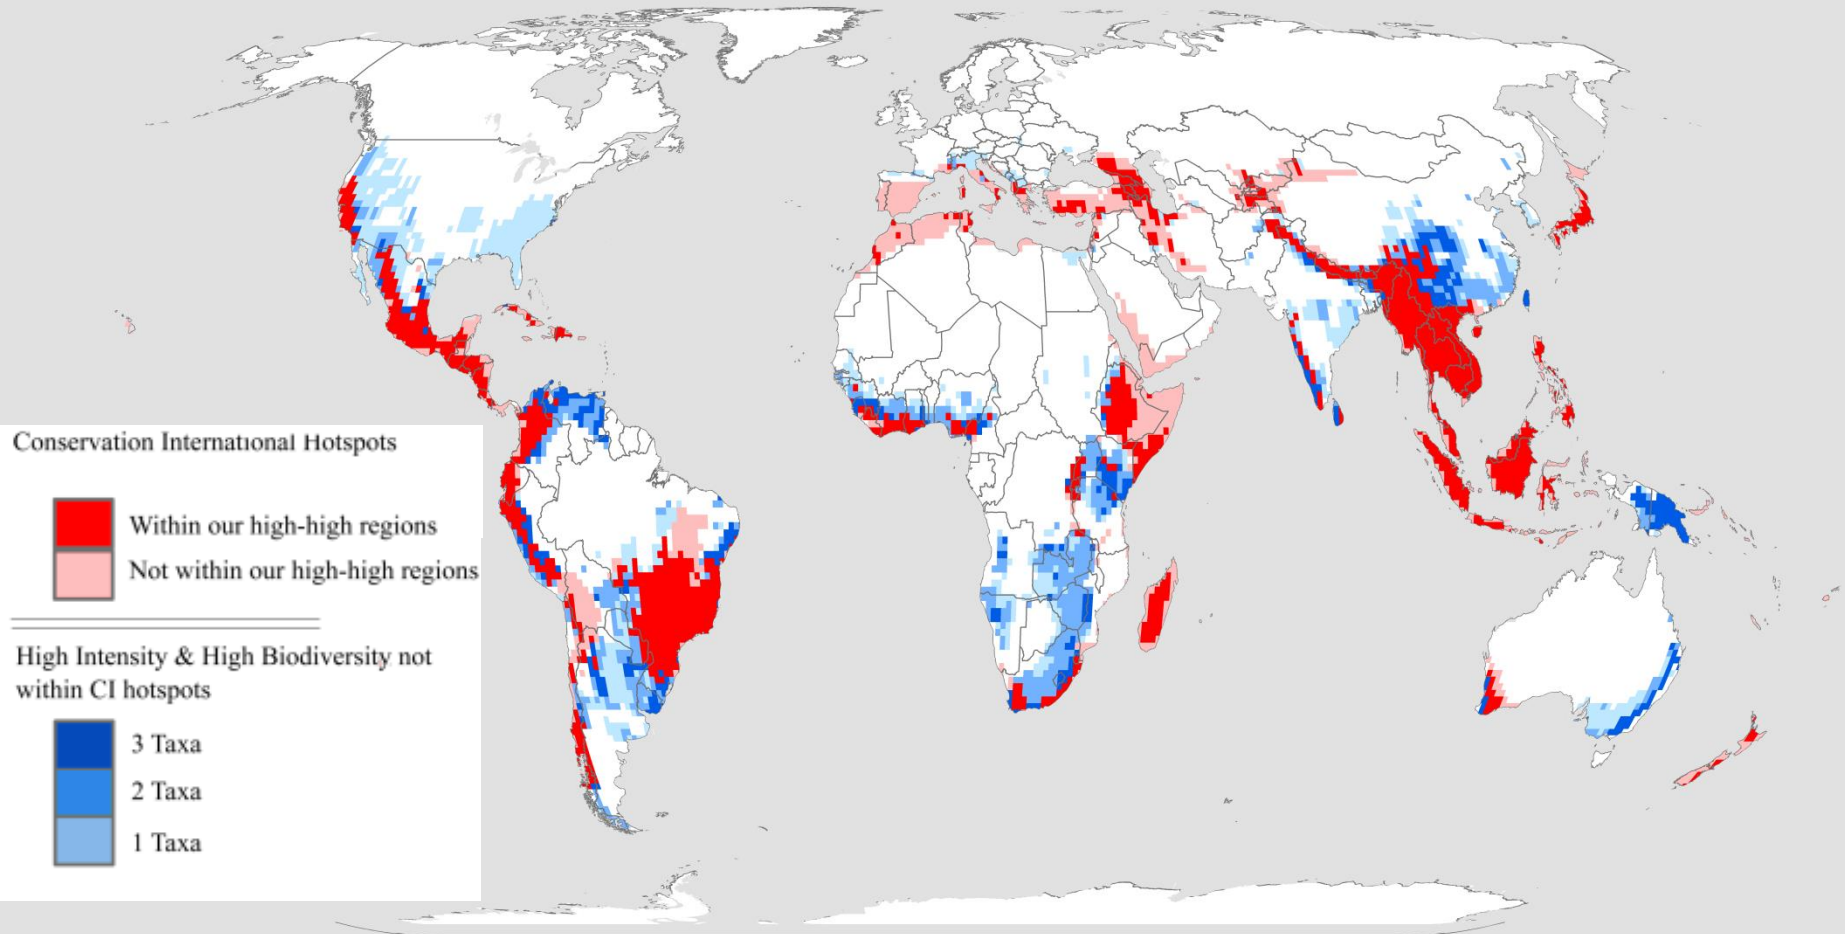 Conservation International Hotspots
Within our high-high regions
Not within our high-high regions
High Intensity & High Biodiversity not
within CI hotspots
3 Taxa
2 Taxa
1 Taxa